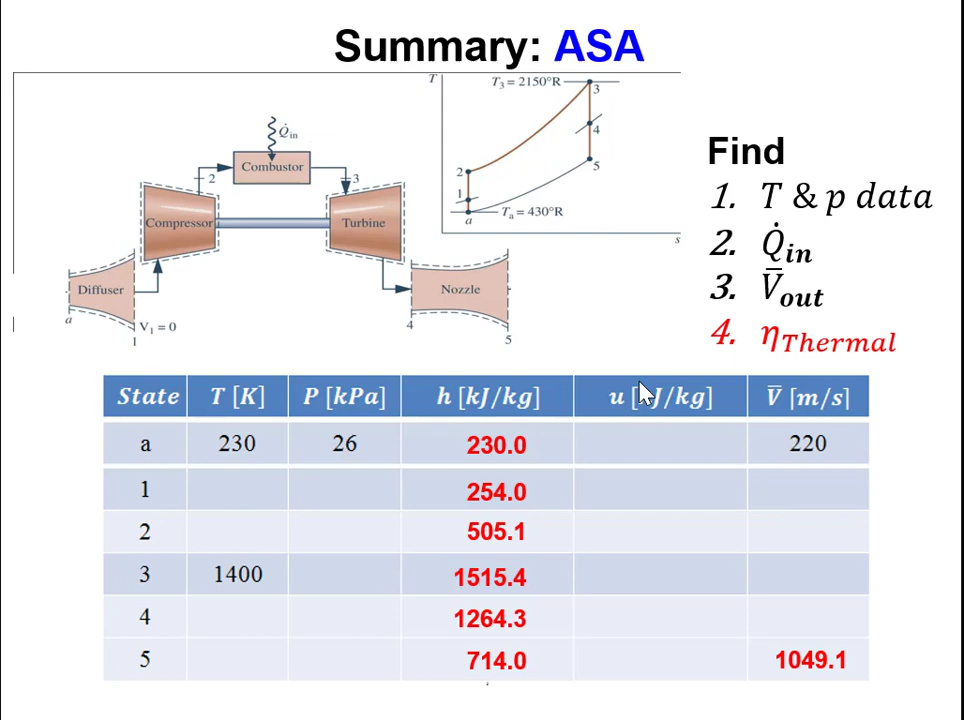 Summary: ASA
T
T3 = 2150°R
3
4
5
2
1
a
Ta = 430°R
s
Q̇in
Combustor
2
3
Compressor
Turbine
Diffuser
Nozzle
a
V1 = 0
1
4
5
Find
1. T & p data
2. Q̇in
3. V̄out
4. ηThermal
State T [K] P [kPa] h [kJ/kg] V̄ [m/s]
a 230 26 230.0 220
1 254.0
2 505.1
3 1400 1515.4
4 1264.3
5 714.0 1049.1